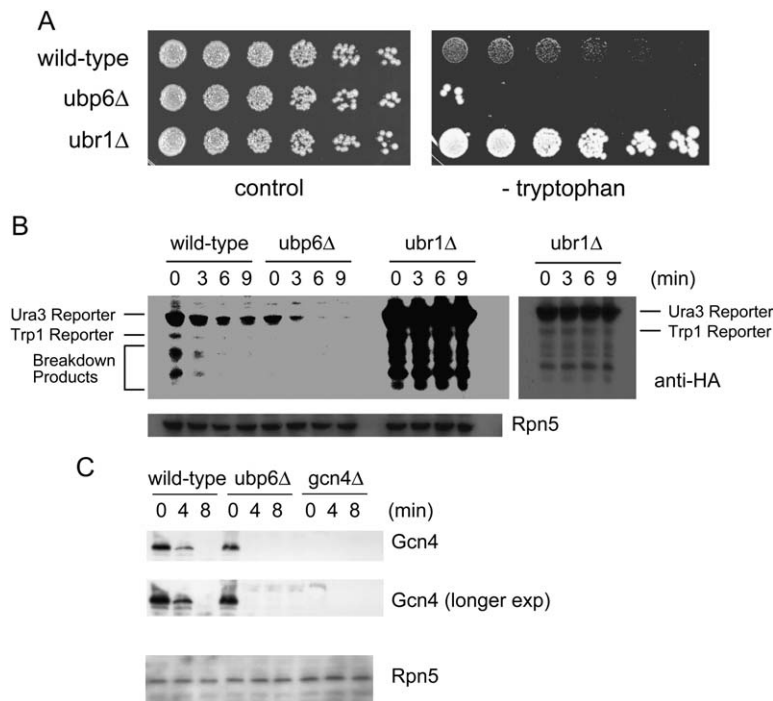 A
wild-type
ubp6Δ
ubr1Δ
control
- tryptophan
B
wild-type ubp6Δ ubr1Δ ubr1Δ
0 3 6 9 0 3 6 9 0 3 6 9 0 3 6 9 (min)
Ura3 Reporter
Trp1 Reporter
Breakdown
Products
Ura3 Reporter
Trp1 Reporter
anti-HA
Rpn5
C
wild-type ubp6Δ gcn4Δ
0 4 8 0 4 8 0 4 8 (min)
Gcn4
Gcn4 (longer exp)
Rpn5